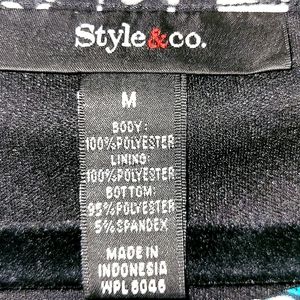 Style&co.
M
BODY:
100%POLYESTER
LINING:
100%POLYESTER
BOTTOM:
95%POLYESTER
5%SPANDEX
MADE IN
INDONESIA
WPL 8046